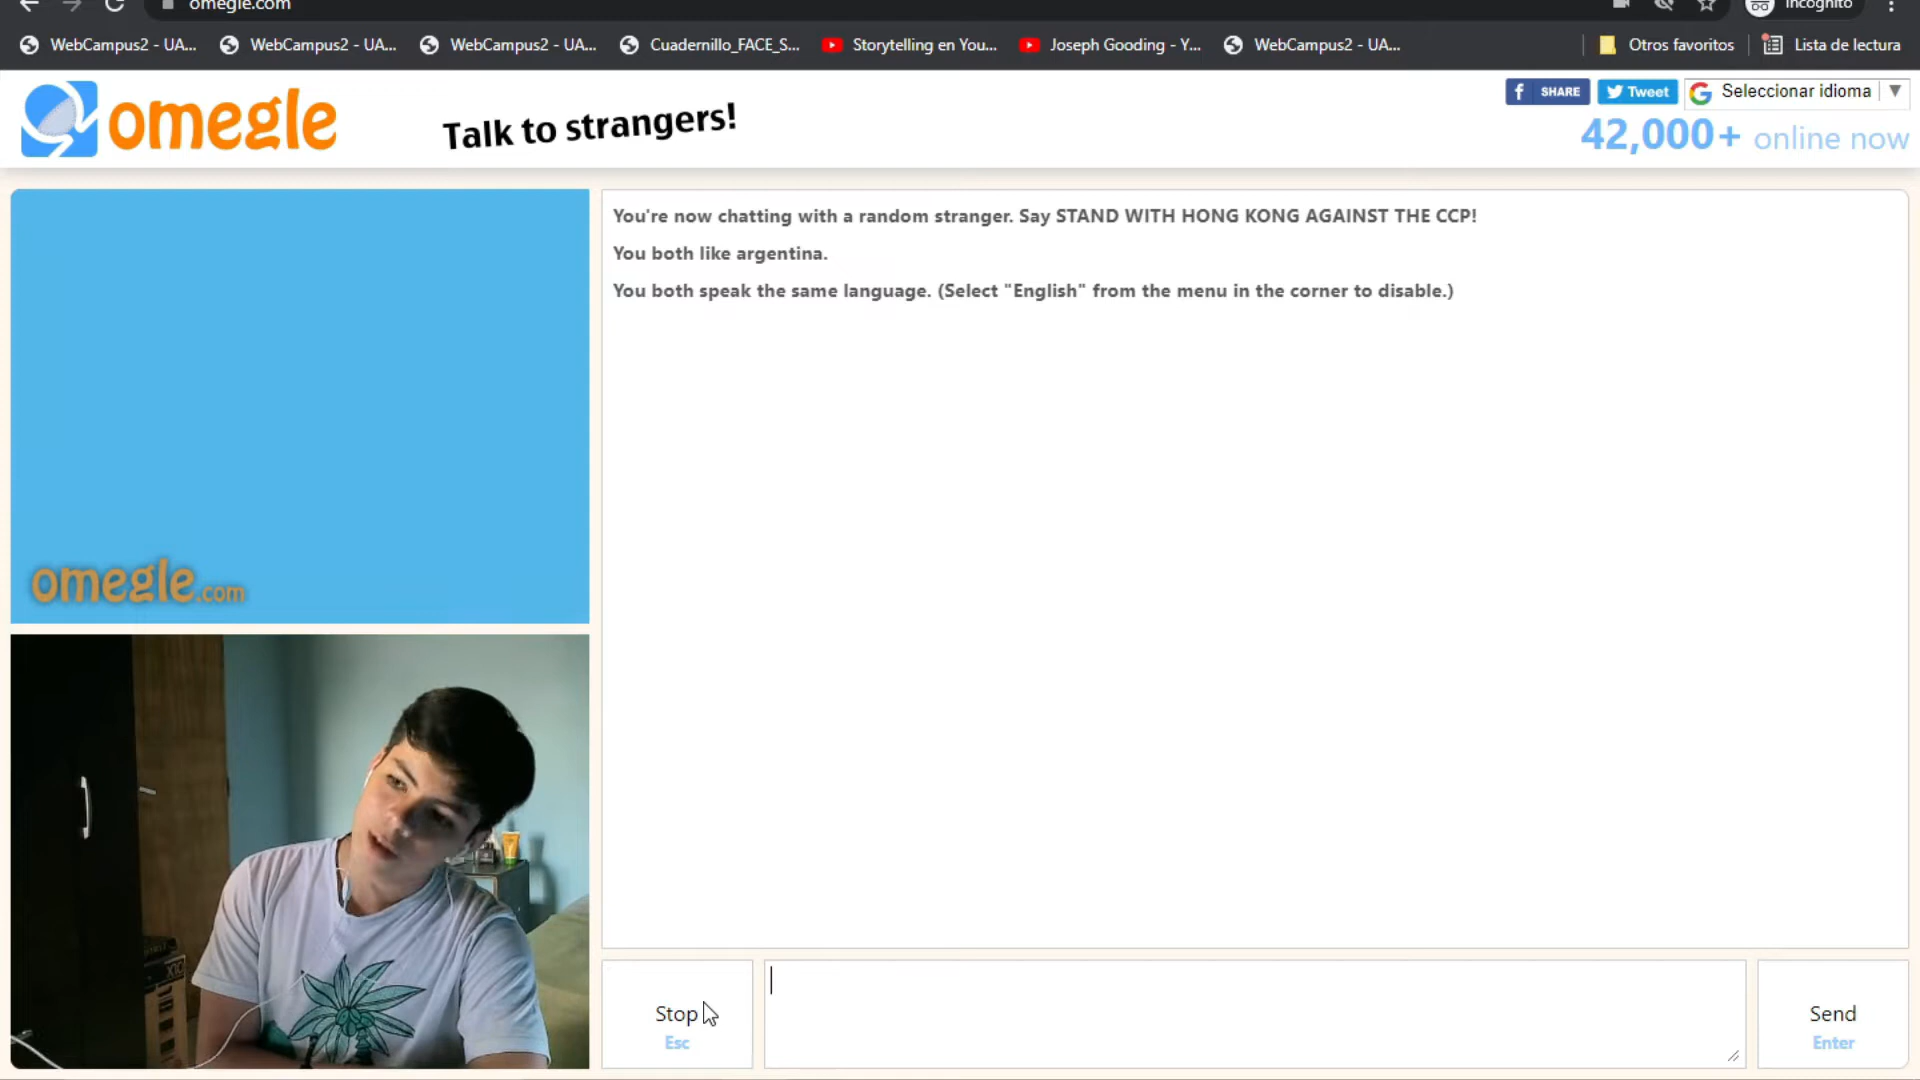 omegle.com
Incognito
WebCampus2 - UA...
WebCampus2 - UA...
WebCampus2 - UA...
Cuadernillo_FACE_S...
Storytelling en You...
Joseph Gooding - Y...
WebCampus2 - UA...
Otros favoritos
Lista de lectura
omegle
Talk to strangers!
f SHARE
Tweet
G Seleccionar idioma ▼
42,000+ online now
You're now chatting with a random stranger. Say STAND WITH HONG KONG AGAINST THE CCP!
You both like argentina.
You both speak the same language. (Select "English" from the menu in the corner to disable.)
omegle.com
Stop
Esc
Send
Enter